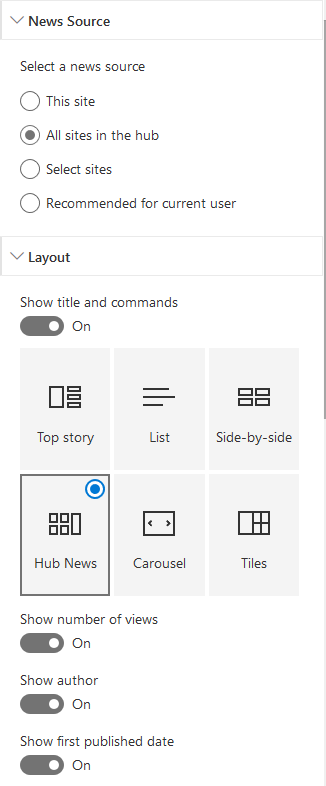 News Source
Select a news source
This site
All sites in the hub
Select sites
Recommended for current user
Layout
Show title and commands
On
Top story List Side-by-side
Hub News Carousel Tiles
Show number of views
On
Show author
On
Show first published date
On